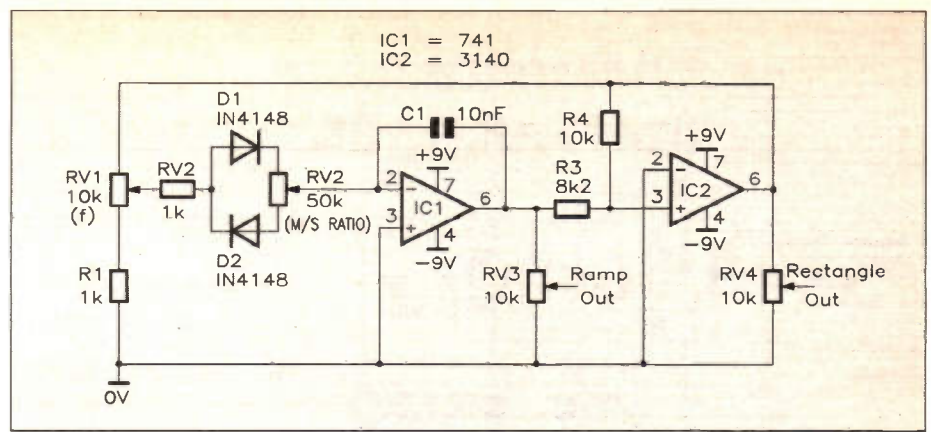 IC1 = 741
IC2 = 3140
D1
IN4148
C1
10nF
R4
10k
+9V
+9V
RV1
10k
(f)
RV2
1k
RV2
50k
(M/S RATIO)
2
-
3
+
IC1
7
6
4
-9V
R3
8k2
2
-
3
+
IC2
7
6
4
-9V
D2
IN4148
R1
1k
RV3
10k
Ramp
Out
RV4
10k
Rectangle
Out
0V